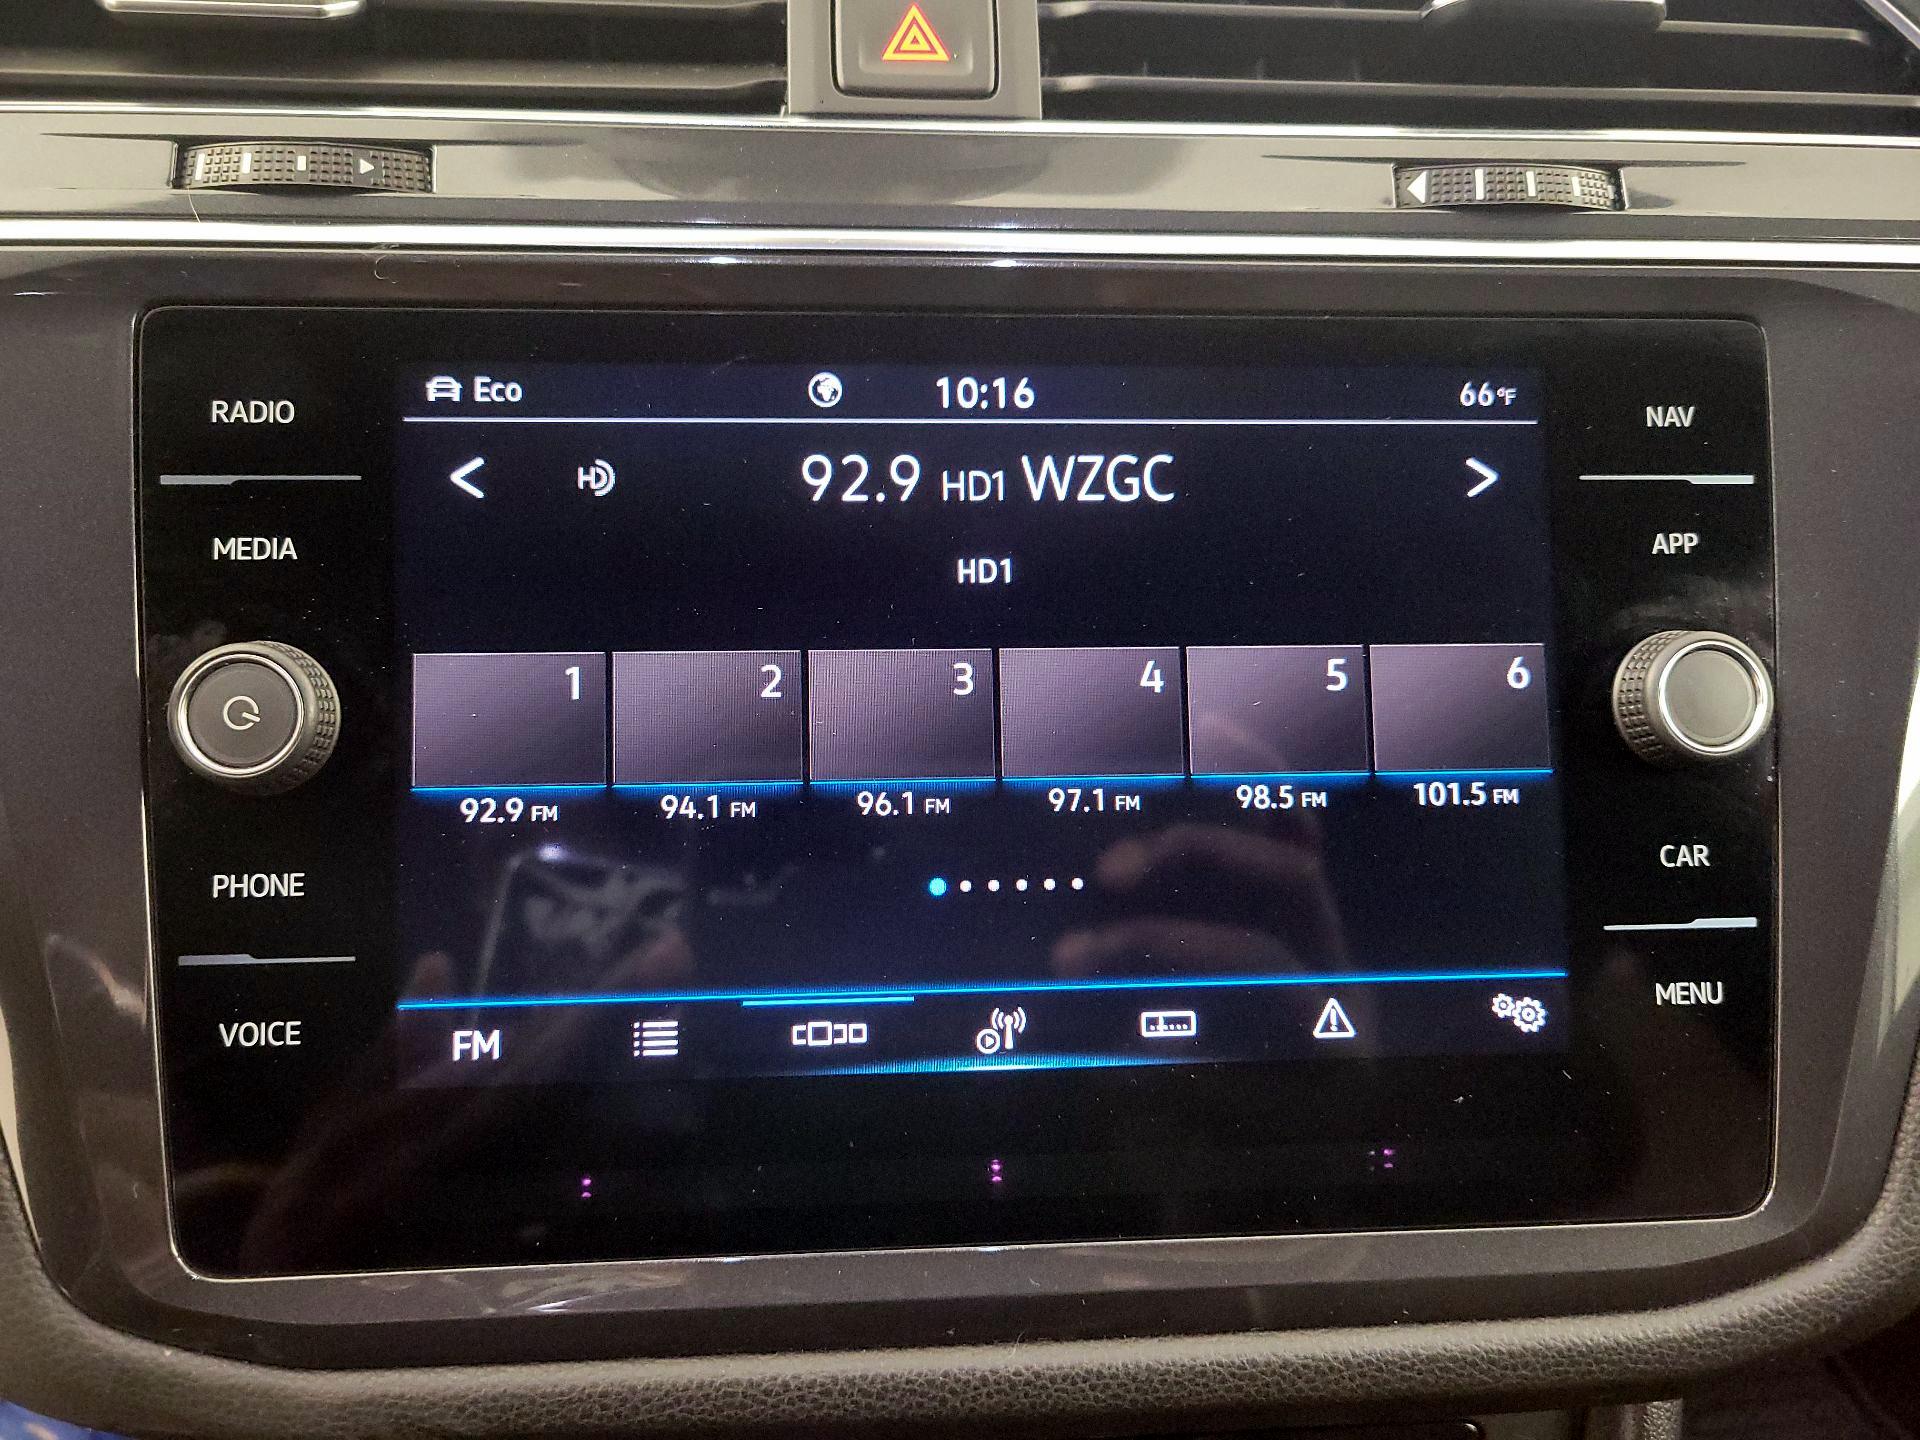 RADIO
MEDIA
PHONE
VOICE
Eco
10:16
66°F
HD 92.9 HD1 WZGC
HD1
1 2 3 4 5 6
92.9 FM 94.1 FM 96.1 FM 97.1 FM 98.5 FM 101.5 FM
FM
NAV
APP
CAR
MENU